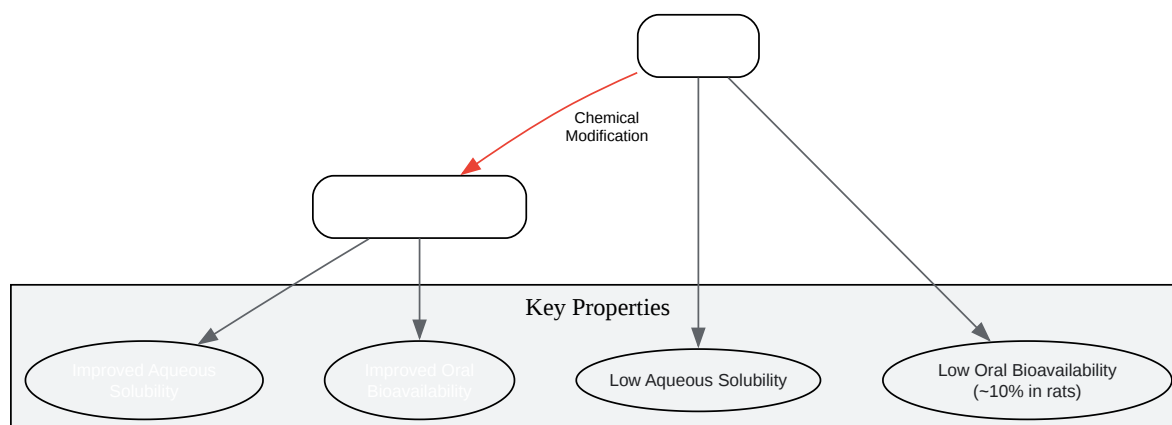 Chemical
Modification
Key Properties
Improved Aqueous
Solubility
Improved Oral
Bioavailability
Low Aqueous Solubility
Low Oral Bioavailability
(~10% in rats)